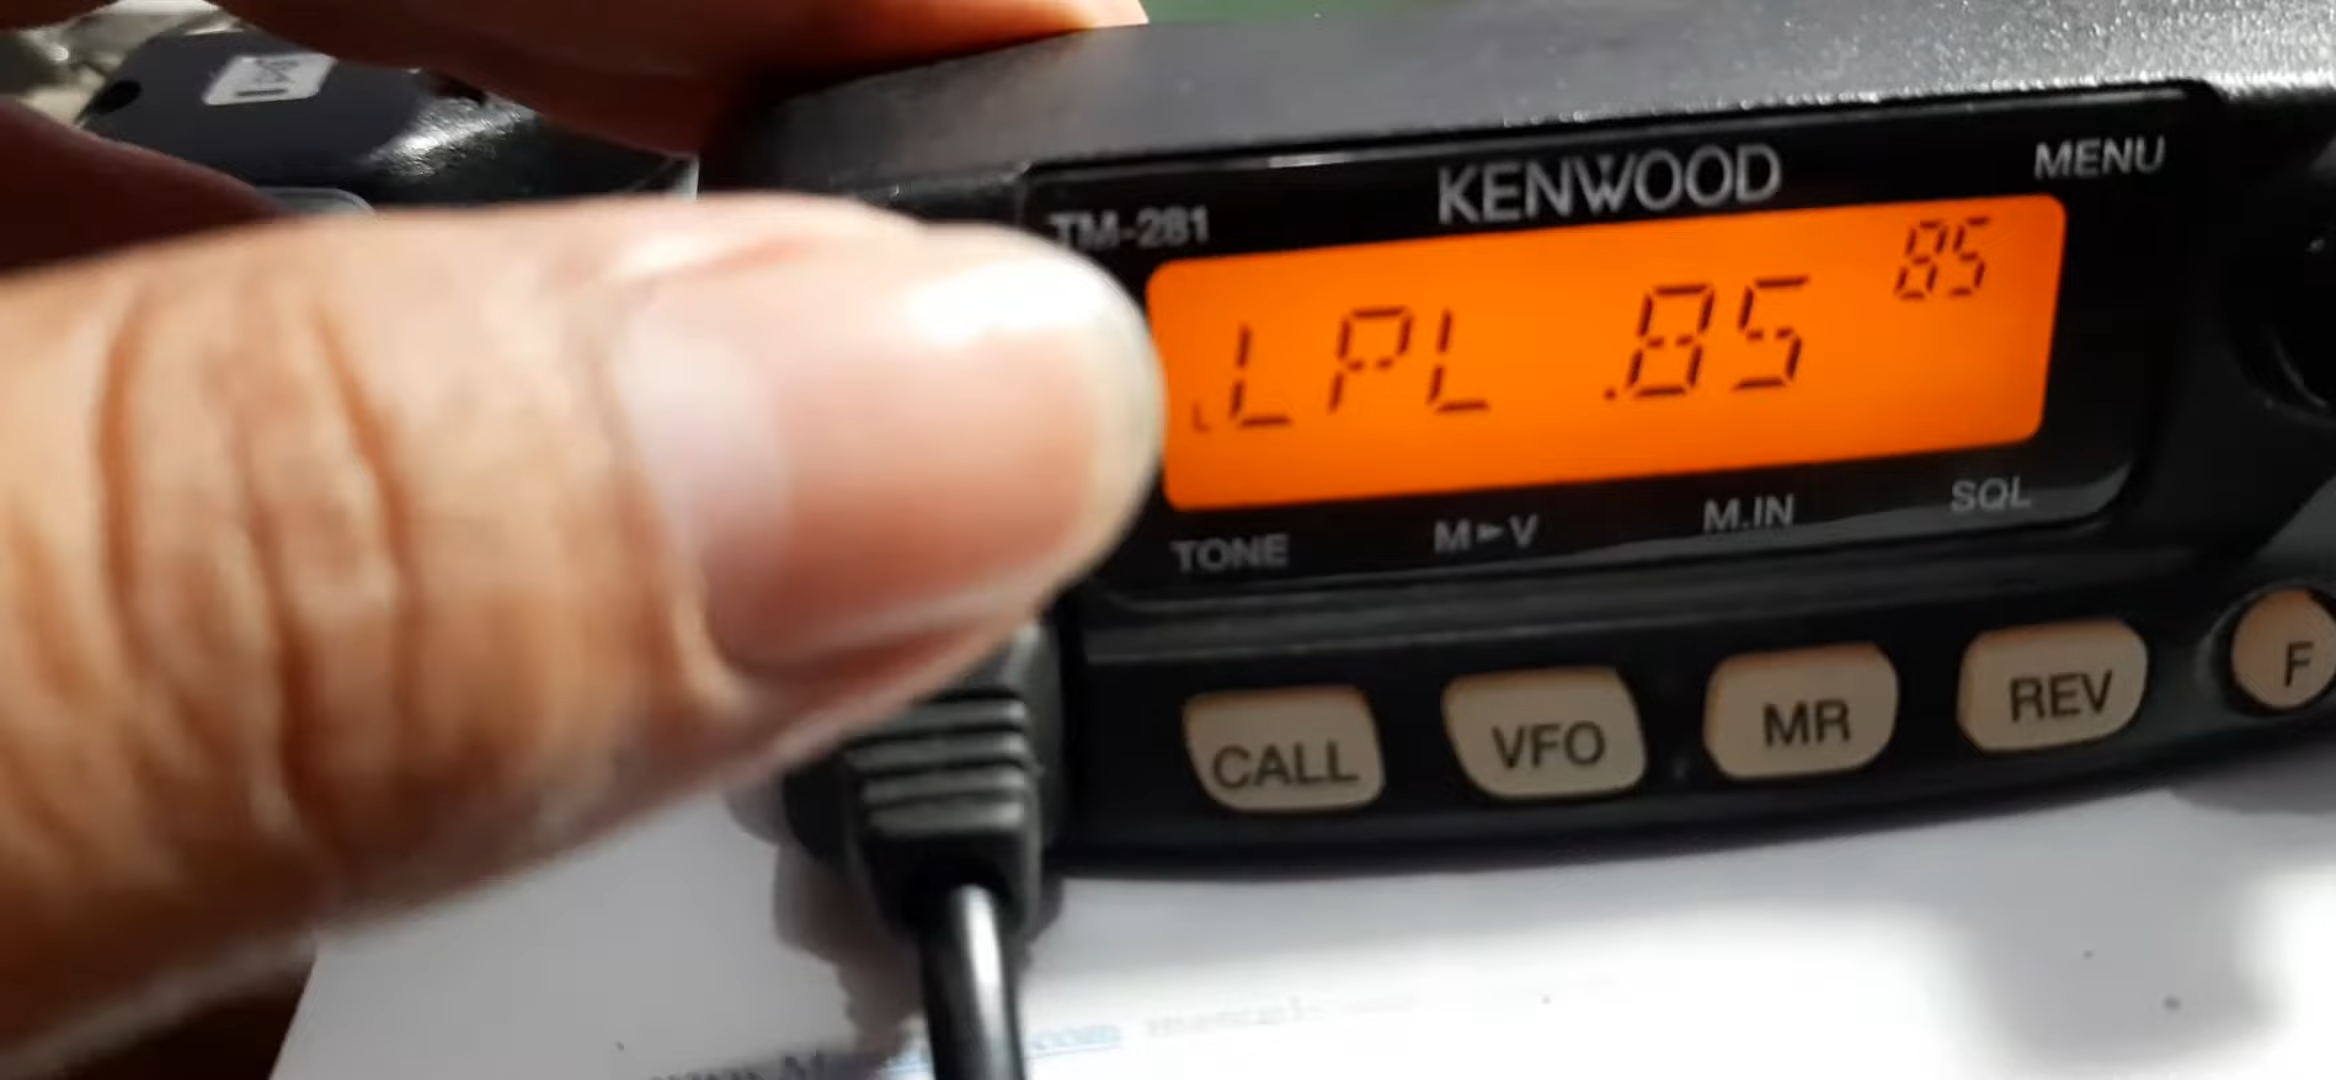 KENWOOD
MENU
TM-281
85
L LPL .85
TONE M►V M.IN SQL
CALL VFO MR REV F